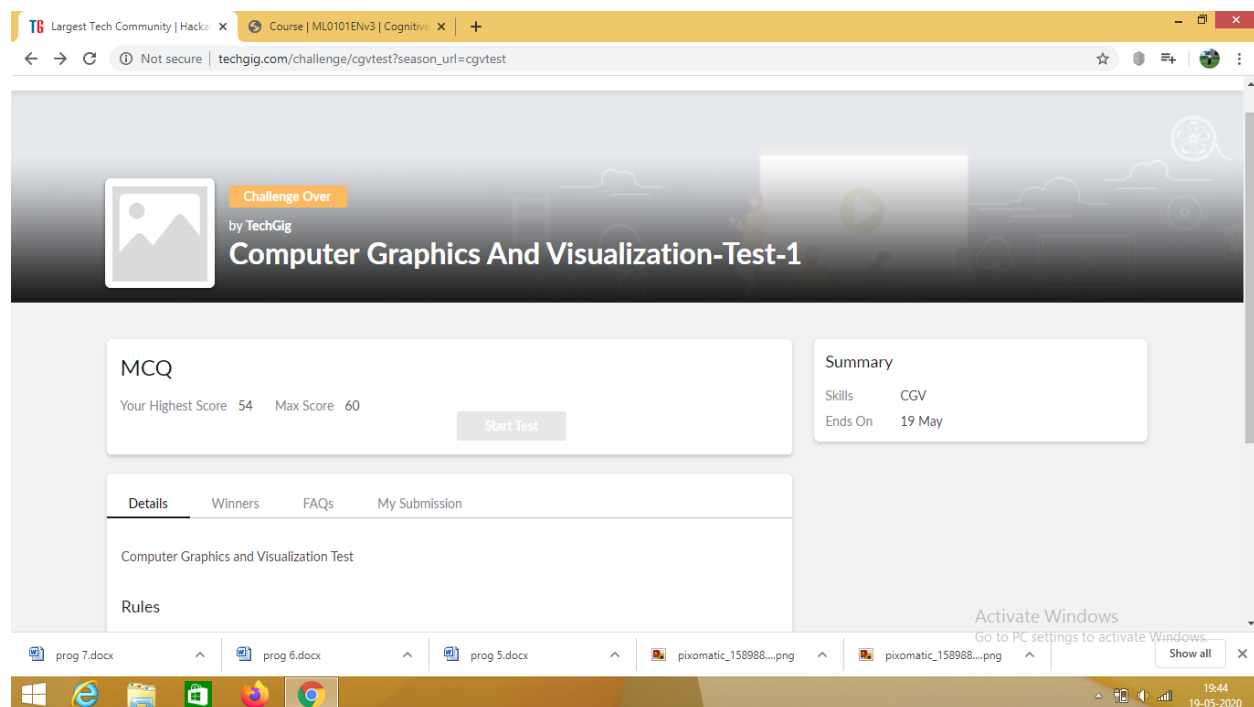 TG Largest Tech Community | Hacka
Course | ML0101ENv3 | Cognitive
Not secure | techgig.com/challenge/cgvtest?season_url=cgvtest
Challenge Over
by TechGig
Computer Graphics And Visualization-Test-1
MCQ
Your Highest Score 54 Max Score 60
Start Test
Summary
Skills CGV
Ends On 19 May
Details Winners FAQs My Submission
Computer Graphics and Visualization Test
Rules
Activate Windows
Go to PC settings to activate Windows.
prog 7.docx prog 6.docx prog 5.docx pixomatic_158988....png pixomatic_158988....png Show all
19:44
19-05-2020